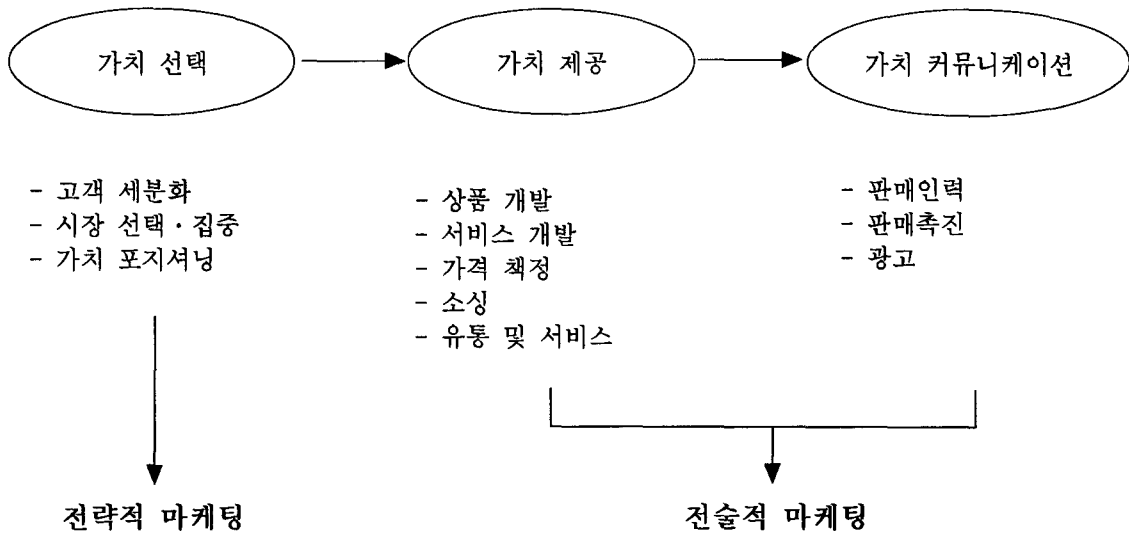 가치 선택
가치 제공
가치 커뮤니케이션
- 고객 세분화
- 시장 선택·집중
- 가치 포지셔닝
- 상품 개발
- 서비스 개발
- 가격 책정
- 소싱
- 유통 및 서비스
- 판매인력
- 판매촉진
- 광고
전략적 마케팅
전술적 마케팅